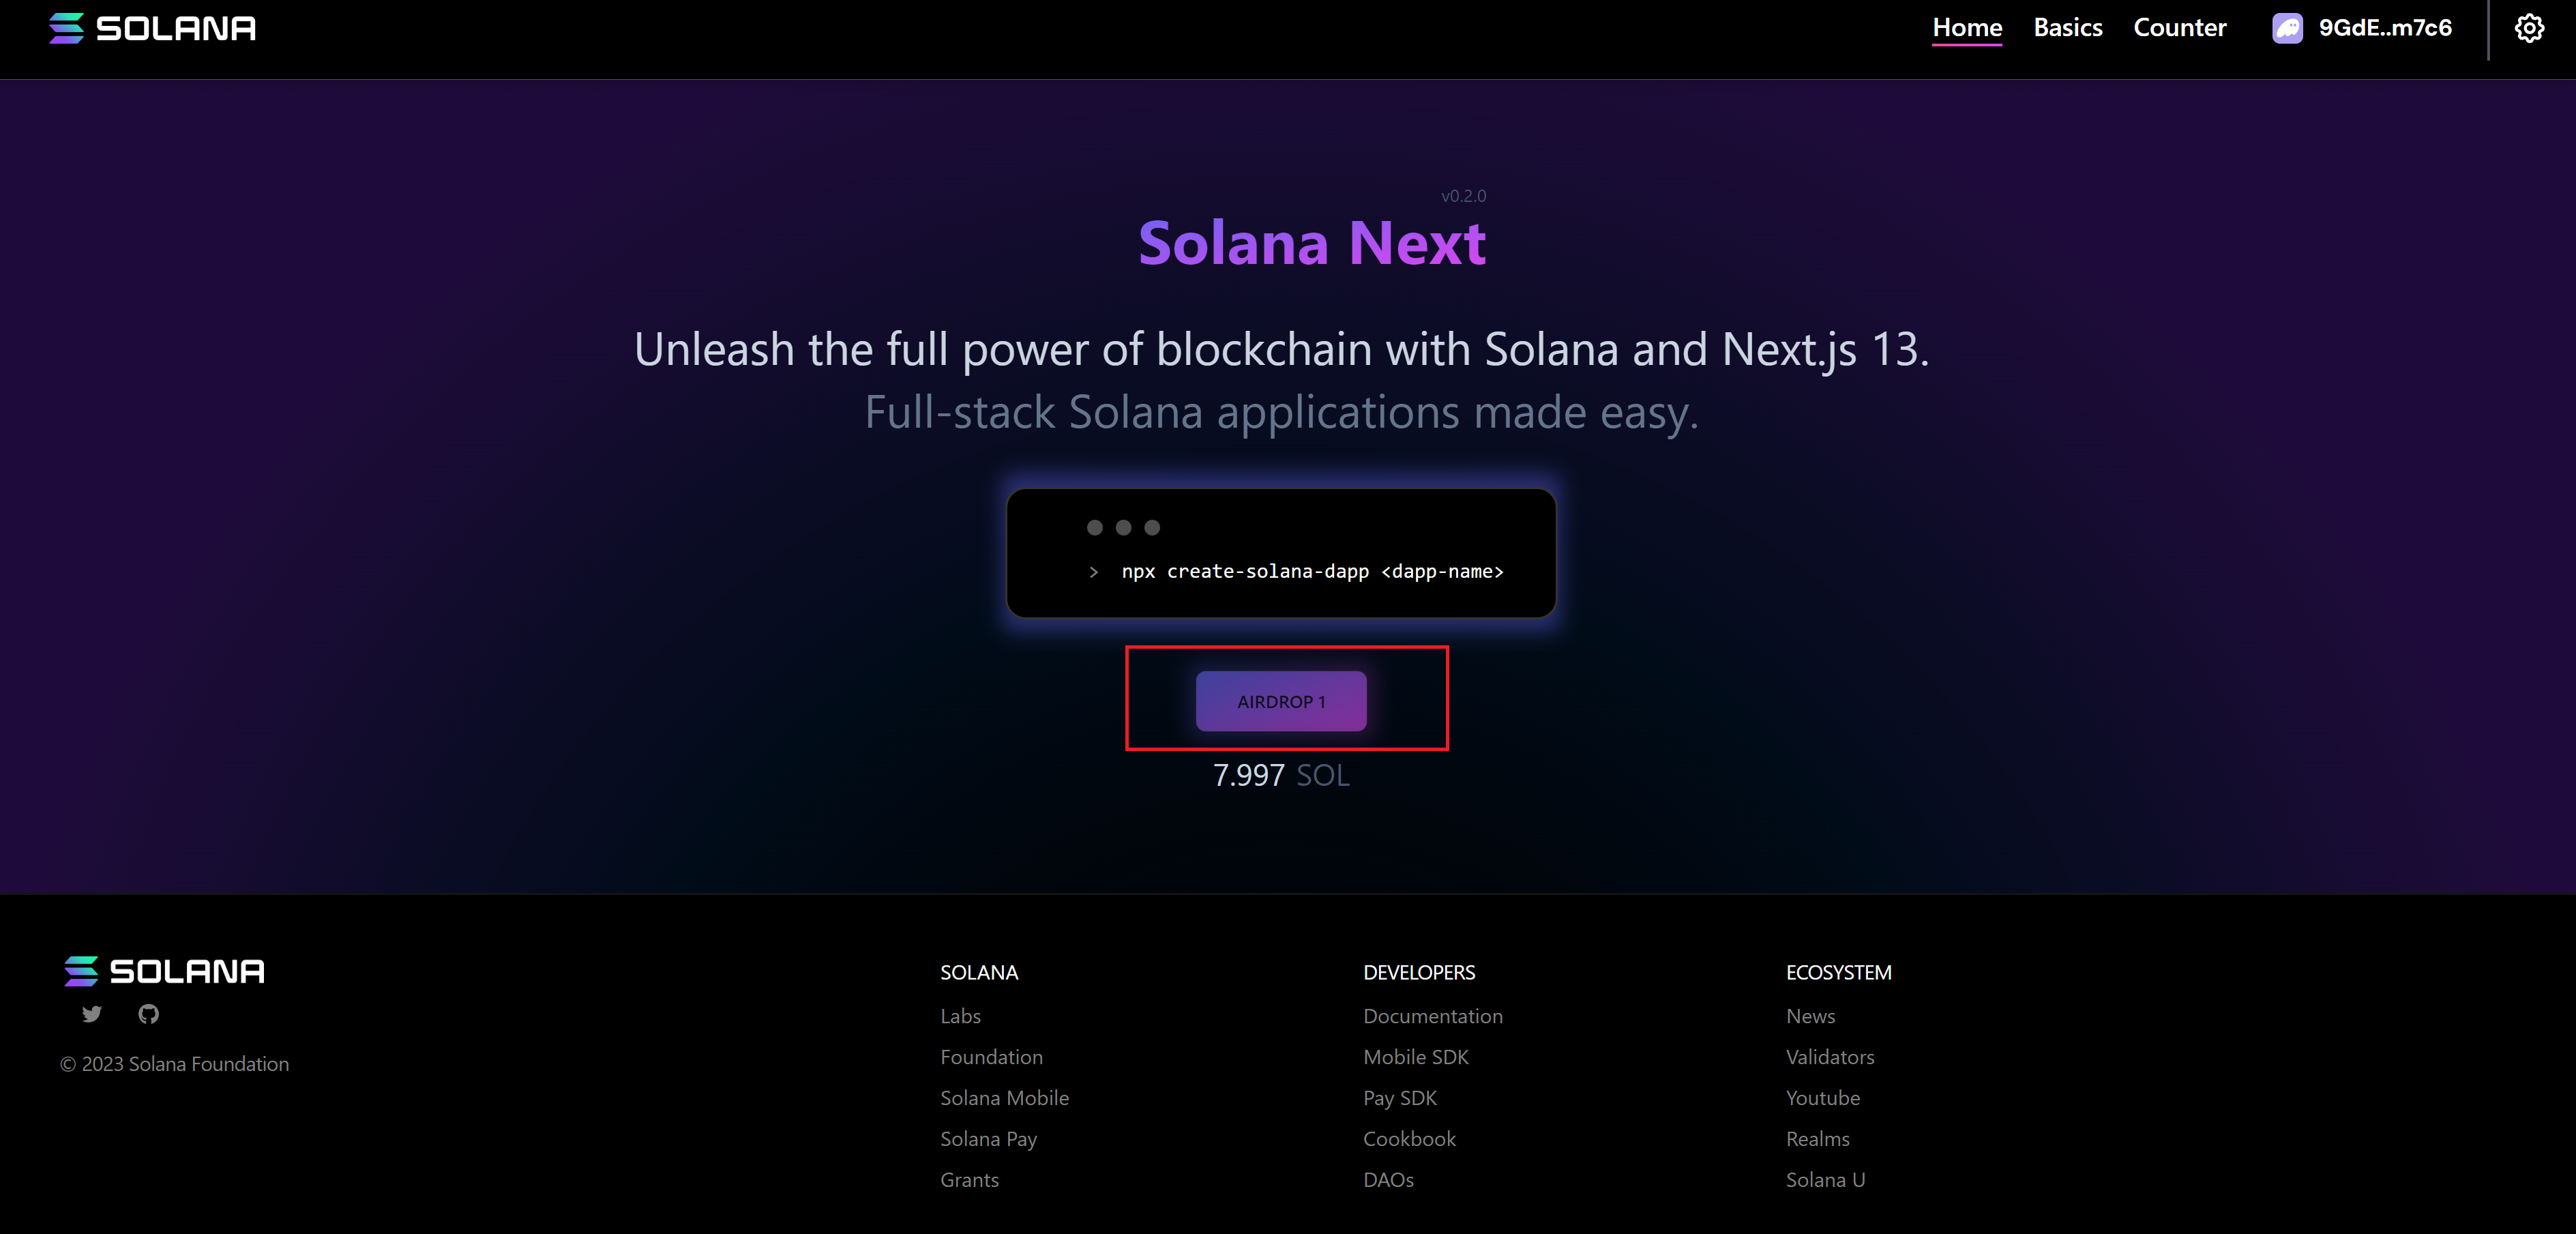 SOLANA
Home Basics Counter 9GdE..m7c6
v0.2.0
Solana Next
Unleash the full power of blockchain with Solana and Next.js 13.
Full-stack Solana applications made easy.
> npx create-solana-dapp <dapp-name>
AIRDROP 1
7.997 SOL
SOLANA
© 2023 Solana Foundation
SOLANA
Labs
Foundation
Solana Mobile
Solana Pay
Grants
DEVELOPERS
Documentation
Mobile SDK
Pay SDK
Cookbook
DAOs
ECOSYSTEM
News
Validators
Youtube
Realms
Solana U